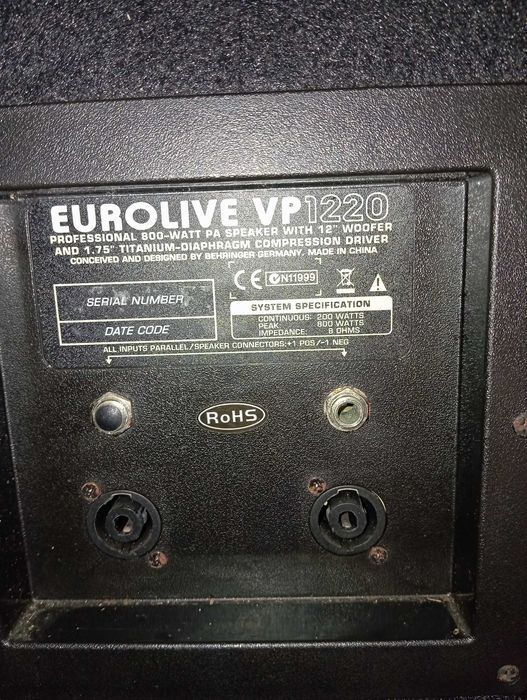 EUROLIVE VP1220
PROFESSIONAL 800-WATT PA SPEAKER WITH 12" WOOFER
AND 1.75" TITANIUM-DIAPHRAGM COMPRESSION DRIVER
CONCEIVED AND DESIGNED BY BEHRINGER GERMANY. MADE IN CHINA
CE N11999
SERIAL NUMBER
DATE CODE
SYSTEM SPECIFICATION
CONTINUOUS: 200 WATTS
PEAK: 800 WATTS
IMPEDANCE: 8 OHMS
ALL INPUTS PARALLEL/SPEAKER CONNECTORS:+1 POS/-1 NEG
RoHS